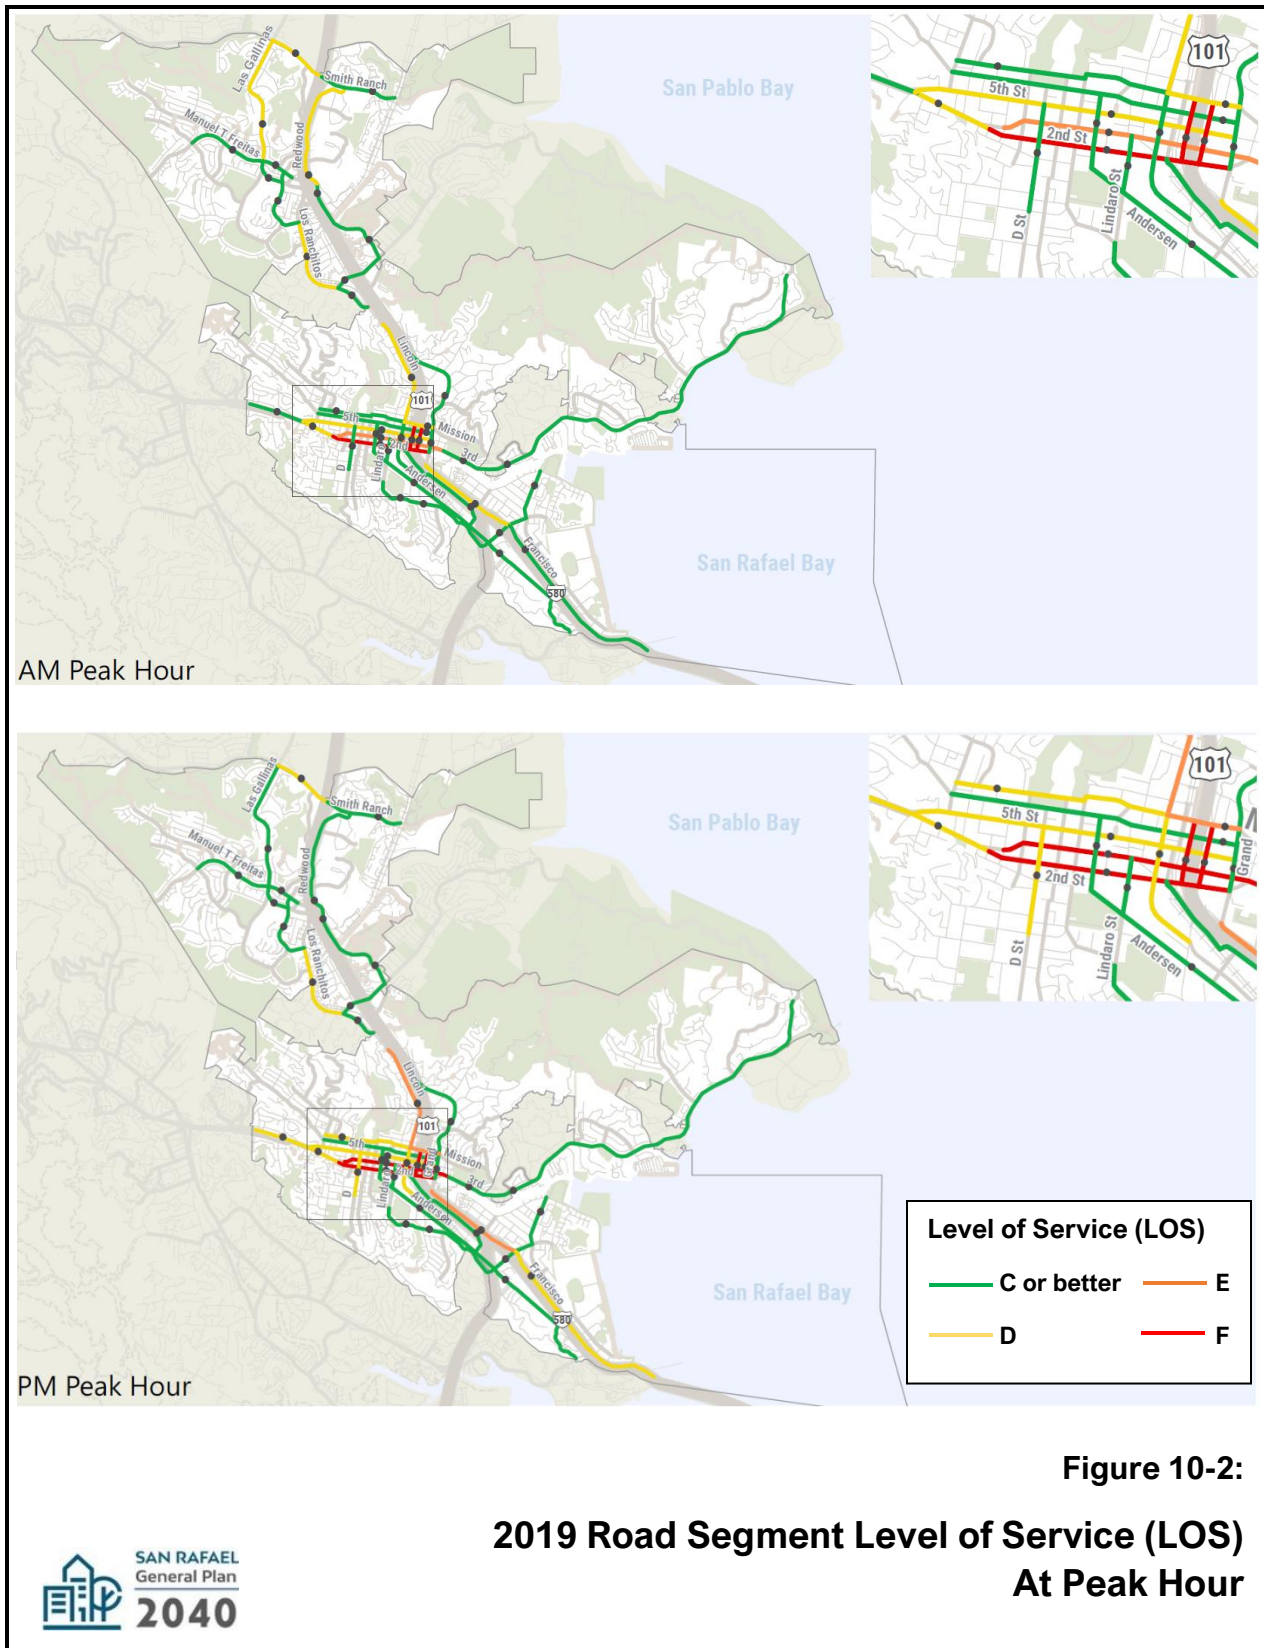 San Pablo Bay
Las Gallinas
Smith Ranch
Manuel T Freitas
Redwood
Los Ranchitos
Lincoln
101
5th
Mission
2nd
3rd
D
Lindaro
Andersen
Francisco
580
San Rafael Bay
AM Peak Hour
101
5th St
2nd St
D St
Lindaro St
Andersen
San Pablo Bay
Las Gallinas
Smith Ranch
Manuel T Freitas
Redwood
Los Ranchitos
Lincoln
101
5th
Grand
Mission
2nd
3rd
D
Lindaro
Andersen
Francisco
580
San Rafael Bay
PM Peak Hour
101
5th St
Grand
2nd St
D St
Lindaro St
Andersen
Level of Service (LOS)
C or better
E
D
F
Figure 10-2:
2019 Road Segment Level of Service (LOS)
At Peak Hour
SAN RAFAEL
General Plan
2040